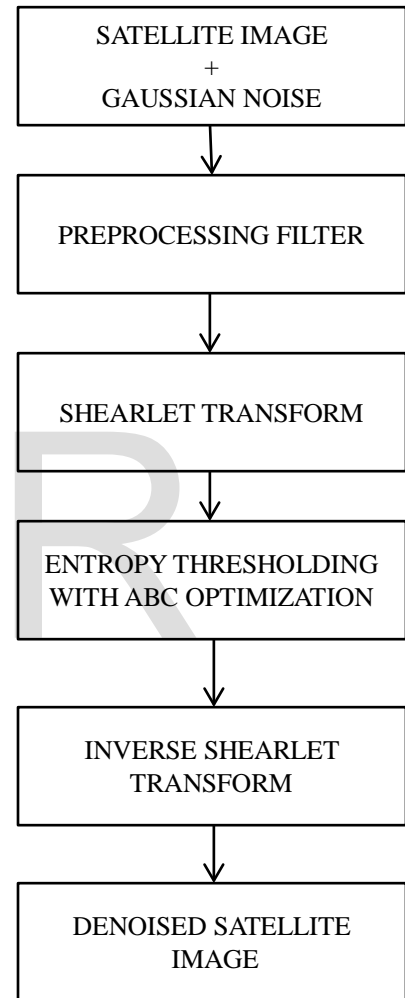 SATELLITE IMAGE
+
GAUSSIAN NOISE
PREPROCESSING FILTER
SHEARLET TRANSFORM
R
ENTROPY THRESHOLDING
WITH ABC OPTIMIZATION
INVERSE SHEARLET
TRANSFORM
DENOISED SATELLITE
IMAGE